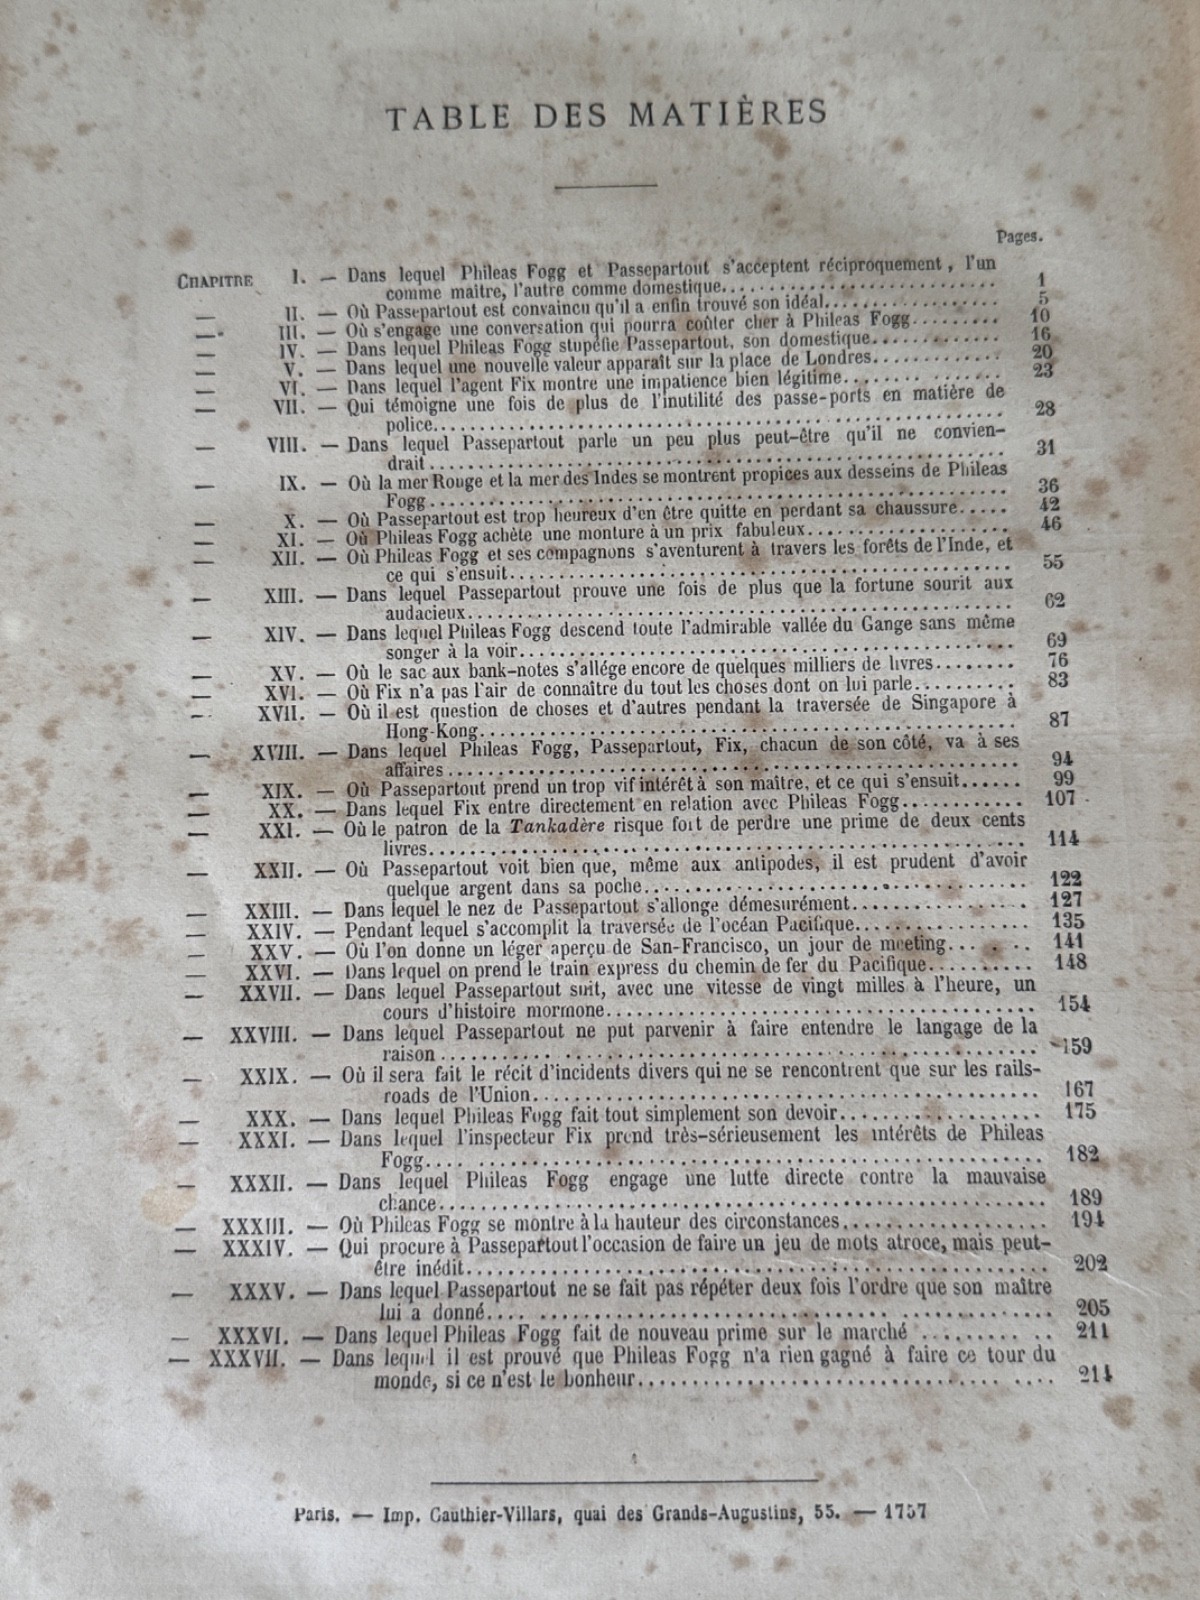 TABLE DES MATIÈRES
Pages.
CHAPITRE I. — Dans lequel Phileas Fogg et Passepartout s'acceptent réciproquement, l'un
comme maître, l'autre comme domestique........................ 1
— II. — Où Passepartout est convaincu qu'il a enfin trouvé son idéal................ 5
— III. — Où s'engage une conversation qui pourra coûter cher à Phileas Fogg......... 10
— IV. — Dans lequel Phileas Fogg stupéfie Passepartout, son domestique............. 16
— V. — Dans lequel une nouvelle valeur apparaît sur la place de Londres............ 20
— VI. — Dans lequel l'agent Fix montre une impatience bien légitime............... 23
— VII. — Qui témoigne une fois de plus de l'inutilité des passe-ports en matière de
police................................................ 28
— VIII. — Dans lequel Passepartout parle un peu plus peut-être qu'il ne convien-
drait................................................ 31
— IX. — Où la mer Rouge et la mer des Indes se montrent propices aux desseins de Phileas
Fogg................................................ 36
— X. — Où Passepartout est trop heureux d'en être quitte en perdant sa chaussure..... 42
— XI. — Où Phileas Fogg achète une monture à un prix fabuleux.................. 46
— XII. — Où Phileas Fogg et ses compagnons s'aventurent à travers les forêts de l'Inde, et
ce qui s'ensuit........................................ 55
— XIII. — Dans lequel Passepartout prouve une fois de plus que la fortune sourit aux
audacieux............................................ 62
— XIV. — Dans lequel Phileas Fogg descend toute l'admirable vallée du Gange sans même
songer à la voir....................................... 69
— XV. — Où le sac aux bank-notes s'allége encore de quelques milliers de livres........ 76
— XVI. — Où Fix n'a pas l'air de connaître du tout les choses dont on lui parle.......... 83
— XVII. — Où il est question de choses et d'autres pendant la traversée de Singapore à
Hong-Kong........................................... 87
— XVIII. — Dans lequel Phileas Fogg, Passepartout, Fix, chacun de son côté, va à ses
affaires.............................................. 94
— XIX. — Où Passepartout prend un trop vif intérêt à son maître, et ce qui s'ensuit...... 99
— XX. — Dans lequel Fix entre directement en relation avec Phileas Fogg............ 107
— XXI. — Où le patron de la Tankadère risque fort de perdre une prime de deux cents
livres................................................ 114
— XXII. — Où Passepartout voit bien que, même aux antipodes, il est prudent d'avoir
quelque argent dans sa poche.............................. 122
— XXIII. — Dans lequel le nez de Passepartout s'allonge démesurément................ 127
— XXIV. — Pendant lequel s'accomplit la traversée de l'océan Pacifique................ 135
— XXV. — Où l'on donne un léger aperçu de San-Francisco, un jour de meeting....... 141
— XXVI. — Dans lequel on prend le train express du chemin de fer du Pacifique.......... 148
— XXVII. — Dans lequel Passepartout suit, avec une vitesse de vingt milles à l'heure, un
cours d'histoire mormone................................. 154
— XXVIII. — Dans lequel Passepartout ne put parvenir à faire entendre le langage de la
raison............................................... 159
— XXIX. — Où il sera fait le récit d'incidents divers qui ne se rencontrent que sur les rails-
roads de l'Union....................................... 167
— XXX. — Dans lequel Phileas Fogg fait tout simplement son devoir.................. 175
— XXXI. — Dans lequel l'inspecteur Fix prend très-sérieusement les intérêts de Phileas
Fogg................................................ 182
— XXXII. — Dans lequel Phileas Fogg engage une lutte directe contre la mauvaise
chance.............................................. 189
— XXXIII. — Où Phileas Fogg se montre à la hauteur des circonstances.................. 194
— XXXIV. — Qui procure à Passepartout l'occasion de faire un jeu de mots atroce, mais peut-
être inédit............................................ 202
— XXXV. — Dans lequel Passepartout ne se fait pas répéter deux fois l'ordre que son maître
lui a donné........................................... 205
— XXXVI. — Dans lequel Phileas Fogg fait de nouveau prime sur le marché ........... 211
— XXXVII. — Dans lequel il est prouvé que Phileas Fogg n'a rien gagné à faire ce tour du
monde, si ce n'est le bonheur.............................. 214
Paris. — Imp. Gauthier-Villars, quai des Grands-Augustins, 55. — 1757